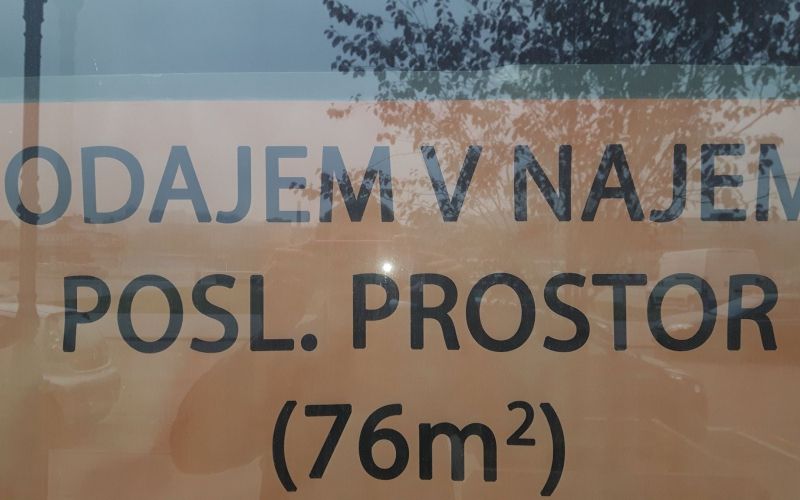 ODAJEM V NAJEM
POSL. PROSTOR
(76m²)